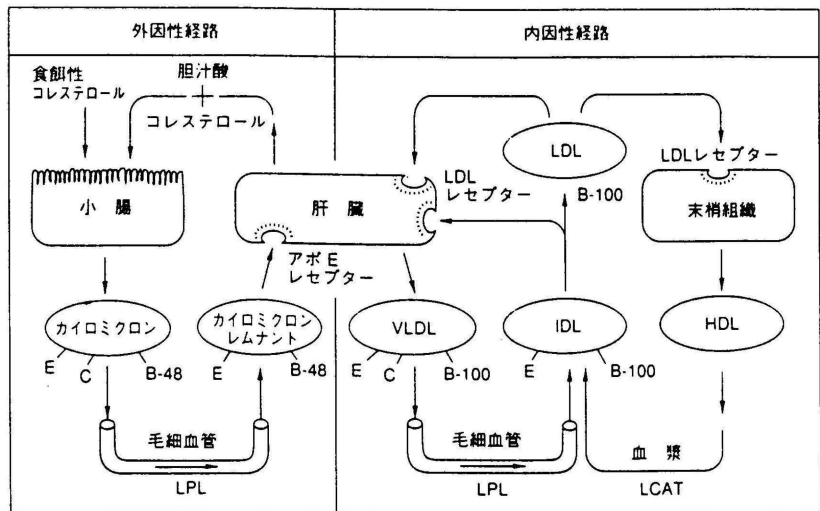 外因性経路
内因性経路
食餌性
コレステロール
胆汁酸
コレステロール
小腸
肝臓
アポE
レセプター
カイロミクロン
E
C
B-48
カイロミクロン
レムナント
E
B-48
毛細血管
LPL
LDL
LDL
レセプター
B-100
LDLレセプター
末梢組織
VLDL
E
C
B-100
IDL
E
B-100
HDL
毛細血管
LPL
血漿
LCAT